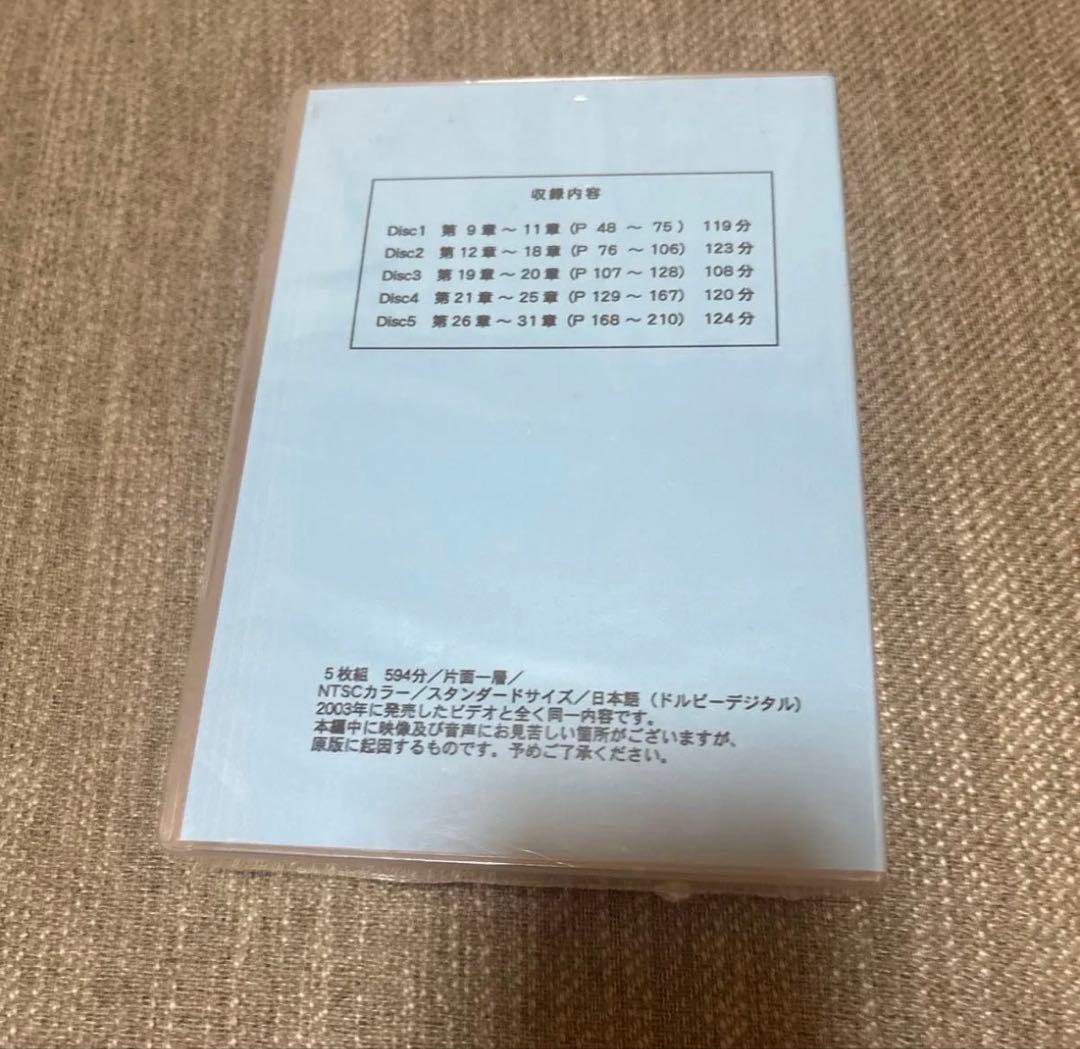 収録内容
Disc1 第 9 章 ～ 11 章 (P 48 ～ 75 ) 119 分
Disc2 第 12 章 ～ 18 章 (P 76 ～ 106) 123 分
Disc3 第 19 章 ～ 20 章 (P 107 ～ 128) 108 分
Disc4 第 21 章 ～ 25 章 (P 129 ～ 167) 120 分
Disc5 第 26 章 ～ 31 章 (P 168 ～ 210) 124 分
5枚組 594分／片面一層／
NTSCカラー／スタンダードサイズ／日本語（ドルビーデジタル）
2003年に発売したビデオと全く同一内容です。
本編中に映像及び音声にお見苦しい箇所がございますが、
原版に起因するものです。予めご了承ください。